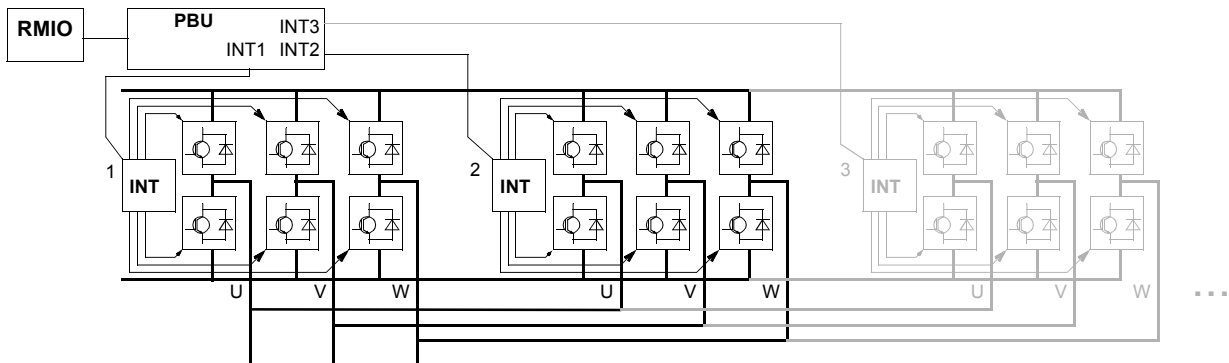 RMIO
PBU
INT3
INT1 INT2
1
INT
2
INT
3
INT
U V W
U V W
U V W
...